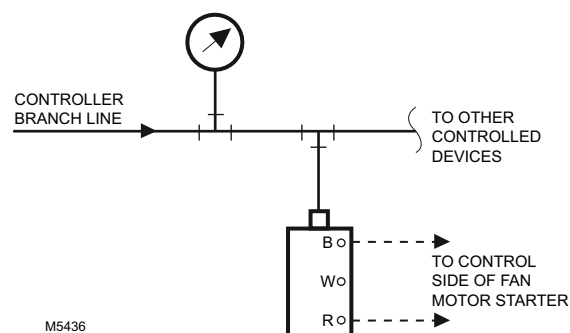 CONTROLLER
BRANCH LINE
TO OTHER
CONTROLLED
DEVICES
B
W
R
TO CONTROL
SIDE OF FAN
MOTOR STARTER
M5436